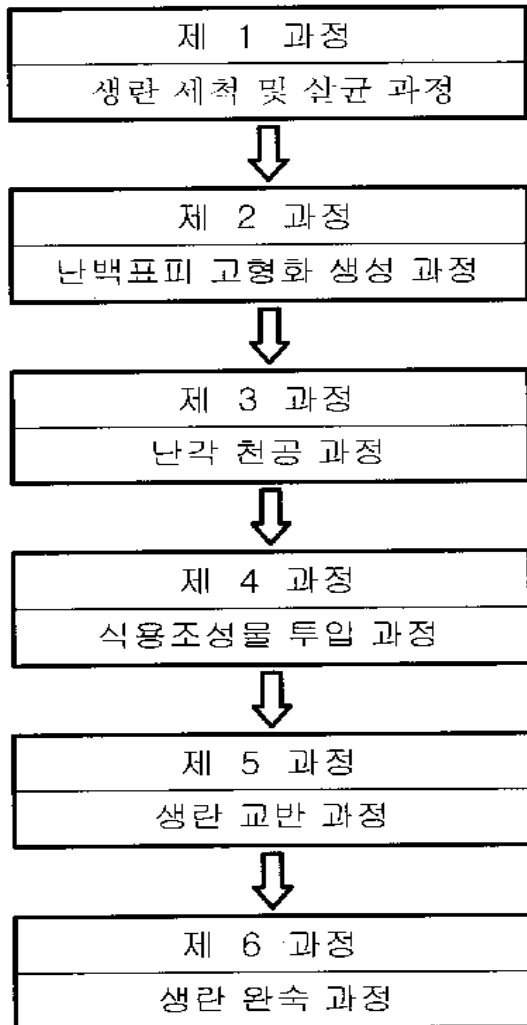 제 1 과정
생란 세척 및 살균 과정
제 2 과정
난백표피 고형화 생성 과정
제 3 과정
난각 천공 과정
제 4 과정
식용조성물 투입 과정
제 5 과정
생란 교반 과정
제 6 과정
생란 완숙 과정